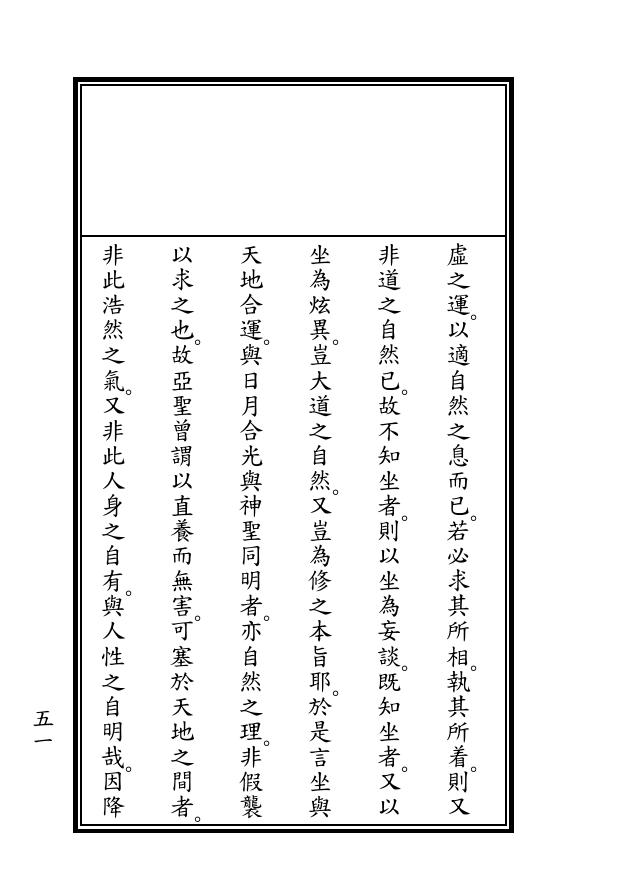 虛之運。以適自然之息而已。若必求其所相。執其所着。則又
非道之自然已。故不知坐者。則以坐為妄談。既知坐者。又以
坐為炫異。豈大道之自然。又豈為修之本旨耶。於是言坐與
天地合運。與日月合光與神聖同明者。亦自然之理。非假襲
以求之也。故亞聖曾謂以直養而無害。可塞於天地之間者。
非此浩然之氣。又非此人身之自有。與人性之自明哉。因降
五一